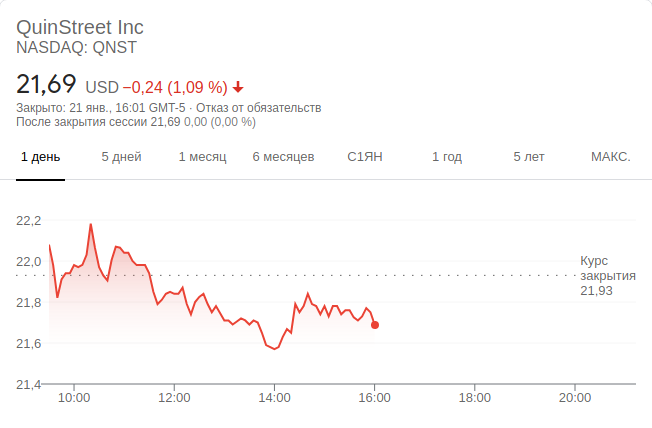 QuinStreet Inc
NASDAQ: QNST
21,69 USD −0,24 (1,09 %)
Закрыто: 21 янв., 16:01 GMT-5 · Отказ от обязательств
После закрытия сессии 21,69 0,00 (0,00 %)
1 день 5 дней 1 месяц 6 месяцев С1ЯН 1 год 5 лет МАКС.
22,2
22,0
21,8
21,6
21,4
Курс
закрытия
21,93
10:00 12:00 14:00 16:00 18:00 20:00